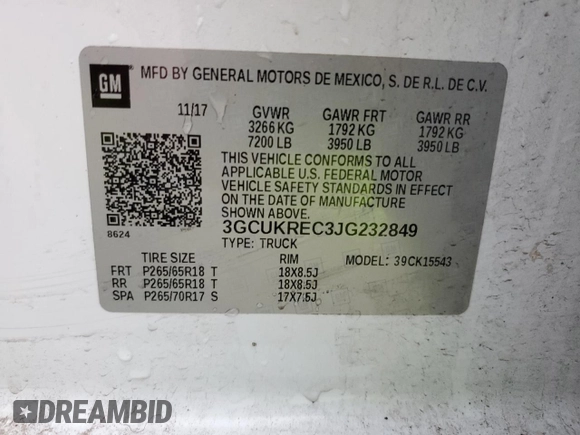 GM
MFD BY GENERAL MOTORS DE MEXICO, S. DE R.L. DE C.V.
11/17 GVWR GAWR FRT GAWR RR
3266 KG 1792 KG 1792 KG
7200 LB 3950 LB 3950 LB
THIS VEHICLE CONFORMS TO ALL
APPLICABLE U.S. FEDERAL MOTOR
VEHICLE SAFETY STANDARDS IN EFFECT
ON THE DATE OF MANUFACTURE
SHOWN ABOVE.
8624 3GCUKREC3JG232849
TYPE: TRUCK
TIRE SIZE RIM MODEL: 39CK15543
FRT P265/65R18 T 18X8.5J
RR P265/65R18 T 18X8.5J
SPA P265/70R17 S 17X7.5J
DREAMBID